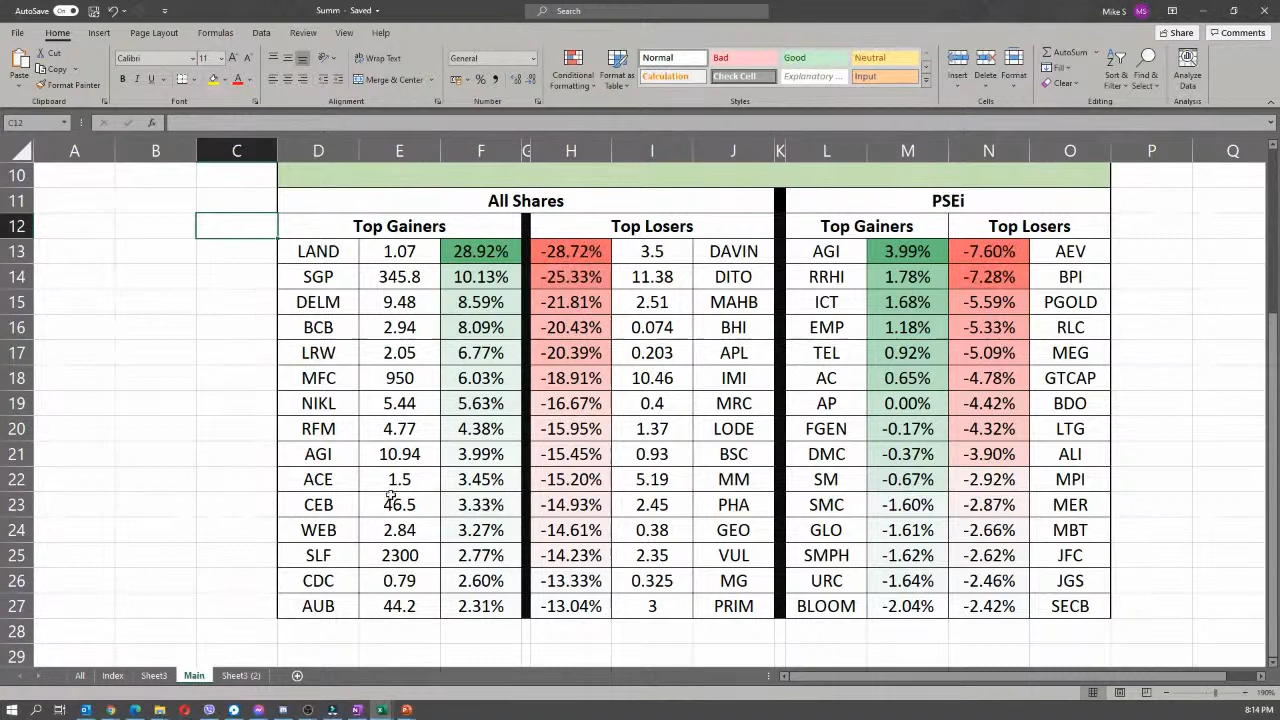 AutoSave On Summ - Saved Search Mike S MS
File Home Insert Page Layout Formulas Data Review View Help Share Comments
Paste Cut Copy Format Painter Clipboard
Calibri 11 B I U A A Font
Wrap Text Merge & Center Alignment
General % Number
Conditional Formatting Format as Table
Normal Bad Good Neutral
Calculation Check Cell Explanatory ... Input
Styles
Insert Delete Format Cells
AutoSum Fill Clear Sort & Filter Find & Select Editing
Analyze Data Analysis
C12 fx
A B C D E F G H I J K L M N O P Q
10
11 All Shares PSEi
12 Top Gainers Top Losers Top Gainers Top Losers
13 LAND 1.07 28.92% -28.72% 3.5 DAVIN AGI 3.99% -7.60% AEV
14 SGP 345.8 10.13% -25.33% 11.38 DITO RRHI 1.78% -7.28% BPI
15 DELM 9.48 8.59% -21.81% 2.51 MAHB ICT 1.68% -5.59% PGOLD
16 BCB 2.94 8.09% -20.43% 0.074 BHI EMP 1.18% -5.33% RLC
17 LRW 2.05 6.77% -20.39% 0.203 APL TEL 0.92% -5.09% MEG
18 MFC 950 6.03% -18.91% 10.46 IMI AC 0.65% -4.78% GTCAP
19 NIKL 5.44 5.63% -16.67% 0.4 MRC AP 0.00% -4.42% BDO
20 RFM 4.77 4.38% -15.95% 1.37 LODE FGEN -0.17% -4.32% LTG
21 AGI 10.94 3.99% -15.45% 0.93 BSC DMC -0.37% -3.90% ALI
22 ACE 1.5 3.45% -15.20% 5.19 MM SM -0.67% -2.92% MPI
23 CEB 46.5 3.33% -14.93% 2.45 PHA SMC -1.60% -2.87% MER
24 WEB 2.84 3.27% -14.61% 0.38 GEO GLO -1.61% -2.66% MBT
25 SLF 2300 2.77% -14.23% 2.35 VUL SMPH -1.62% -2.62% JFC
26 CDC 0.79 2.60% -13.33% 0.325 MG URC -1.64% -2.46% JGS
27 AUB 44.2 2.31% -13.04% 3 PRIM BLOOM -2.04% -2.42% SECB
28
29
All Index Sheet3 Main Sheet3 (2)
190%
8:14 PM